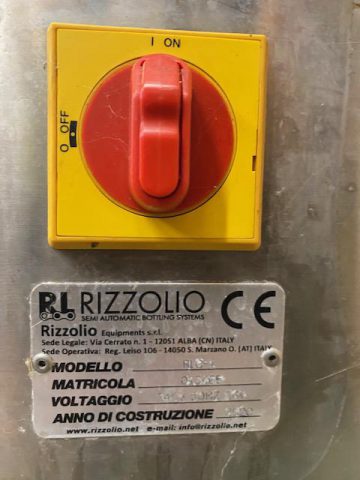 I ON
O OFF
RL RIZZOLIO CE
SEMI AUTOMATIC BOTTLING SYSTEMS
Rizzolio Equipments s.r.l.
Sede Legale: Via Cerrato n. 1 - 12051 ALBA (CN) ITALY
Sede Operativa: Reg. Leiso 106 - 14050 S. Marzano O. (AT) ITALY
MODELLO
MATRICOLA
VOLTAGGIO
ANNO DI COSTRUZIONE
www.rizzolio.net e-mail: info@rizzolio.net